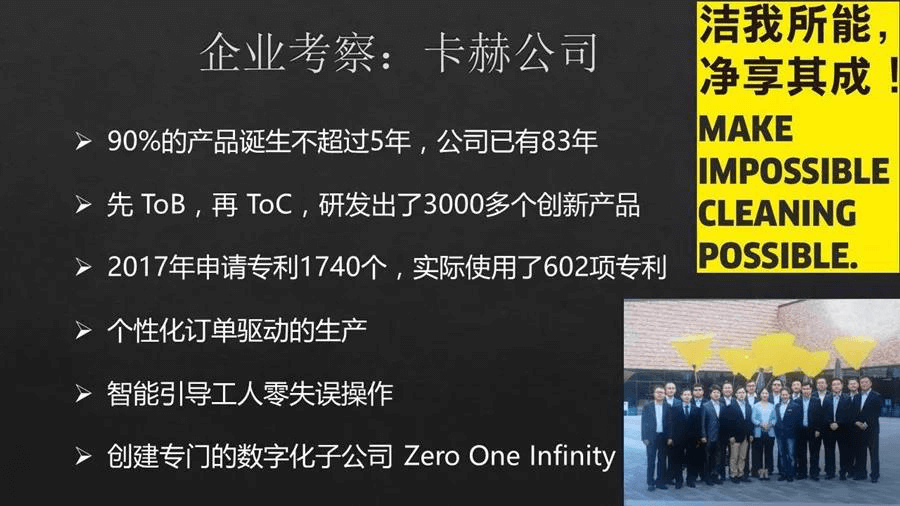 企业考察：卡赫公司
洁我所能，
净享其成！
MAKE
IMPOSSIBLE
CLEANING
POSSIBLE.
90%的产品诞生不超过5年，公司已有83年
先 ToB，再 ToC，研发出了3000多个创新产品
2017年申请专利1740个，实际使用了602项专利
个性化订单驱动的生产
智能引导工人零失误操作
创建专门的数字化子公司 Zero One Infinity